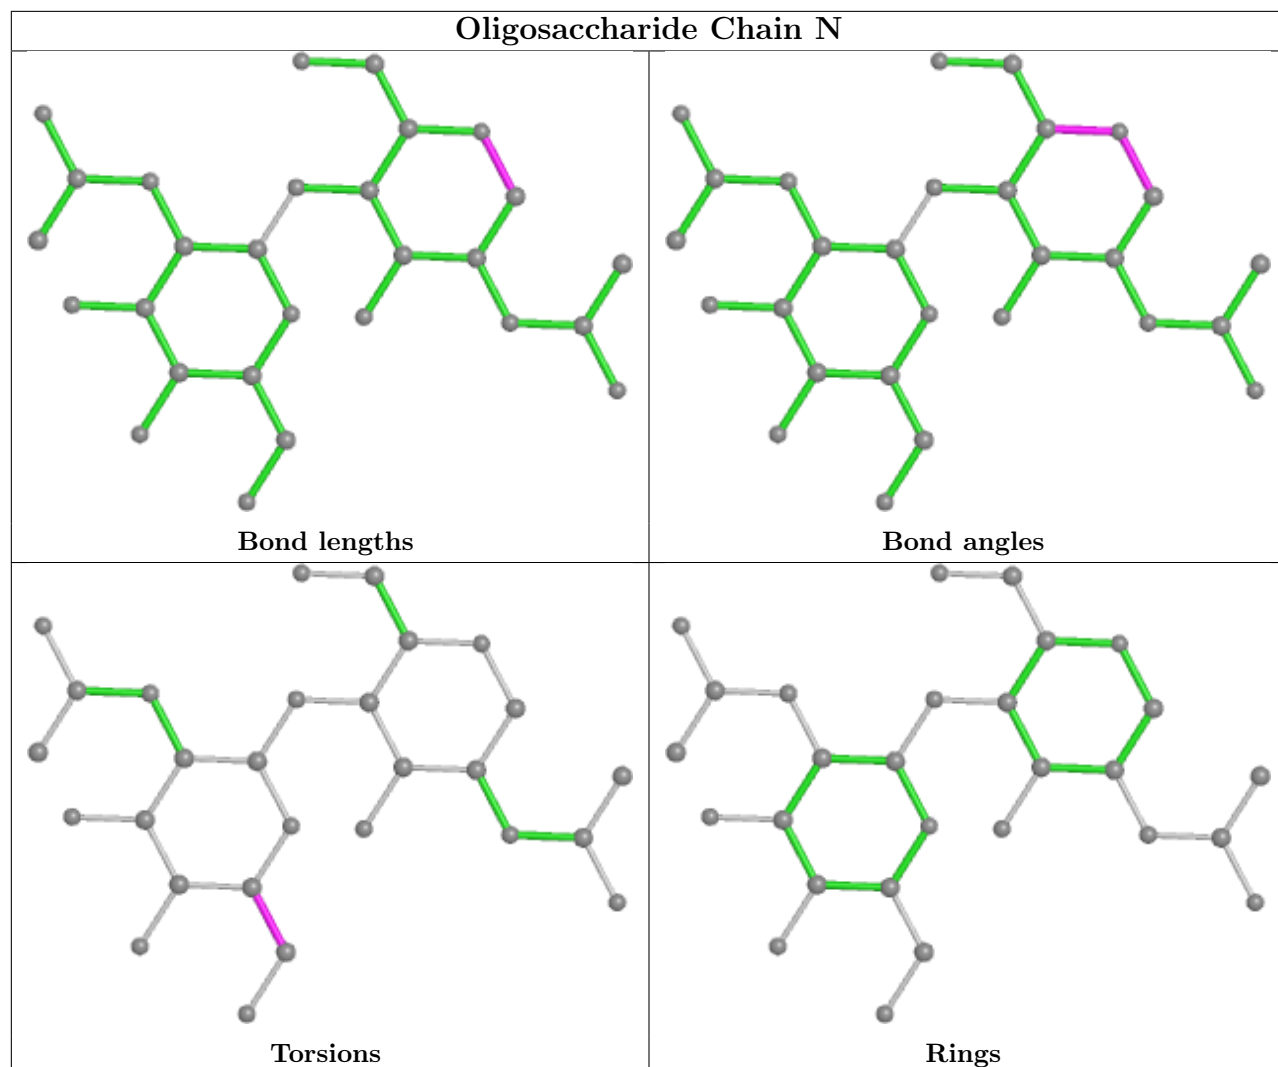 Oligosaccharide Chain N
Bond lengths
Bond angles
Torsions
Rings